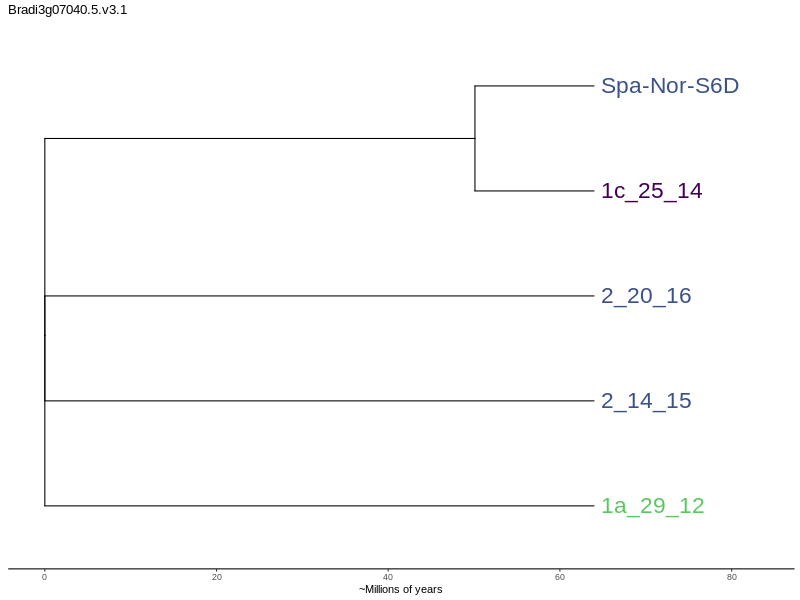 Bradi3g07040.5.v3.1
Spa-Nor-S6D
1c_25_14
2_20_16
2_14_15
1a_29_12
0 20 40 60 80
~Millions of years